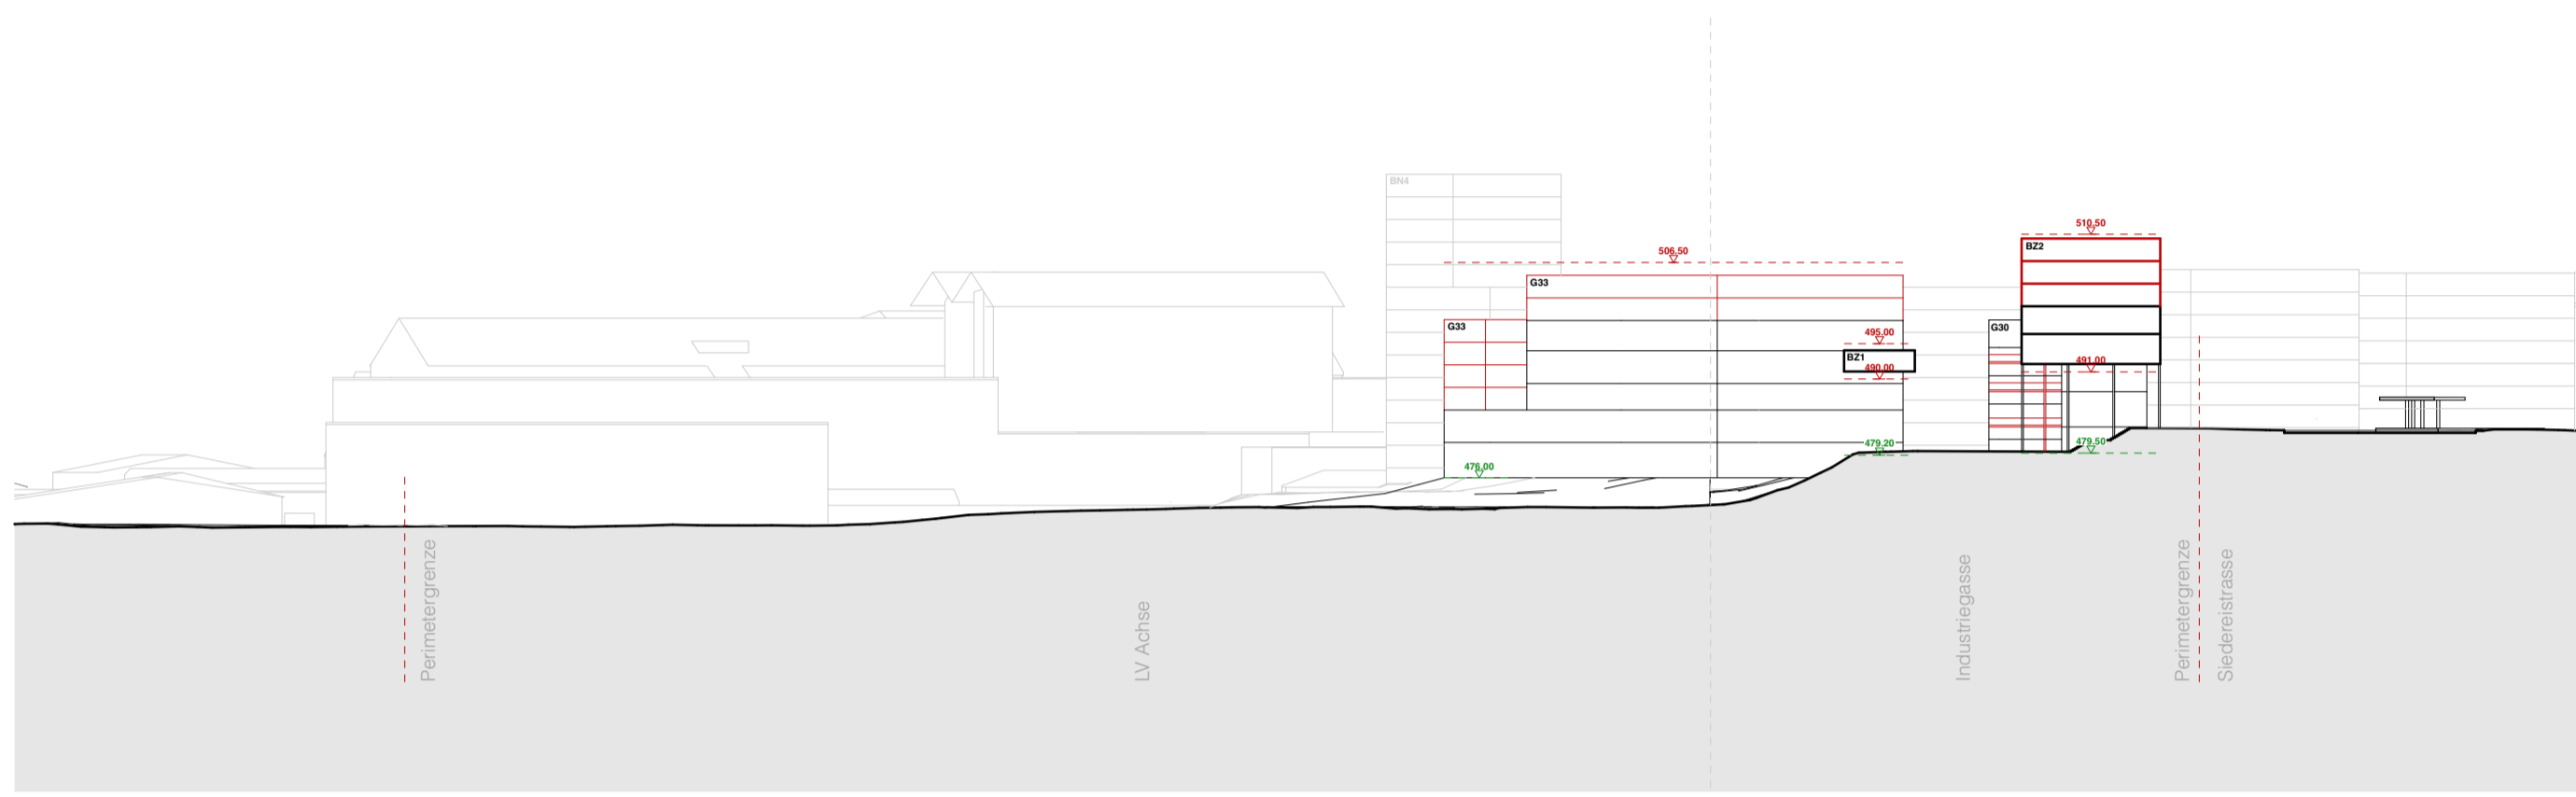 BN4
510.50
BZ2
506.50
G33
G33
G30
495.00
BZ1
490.00
491.00
479.20
479.50
476.00
Perimetergrenze
LV Achse
Industriegasse
Perimetergrenze
Siedereistrasse